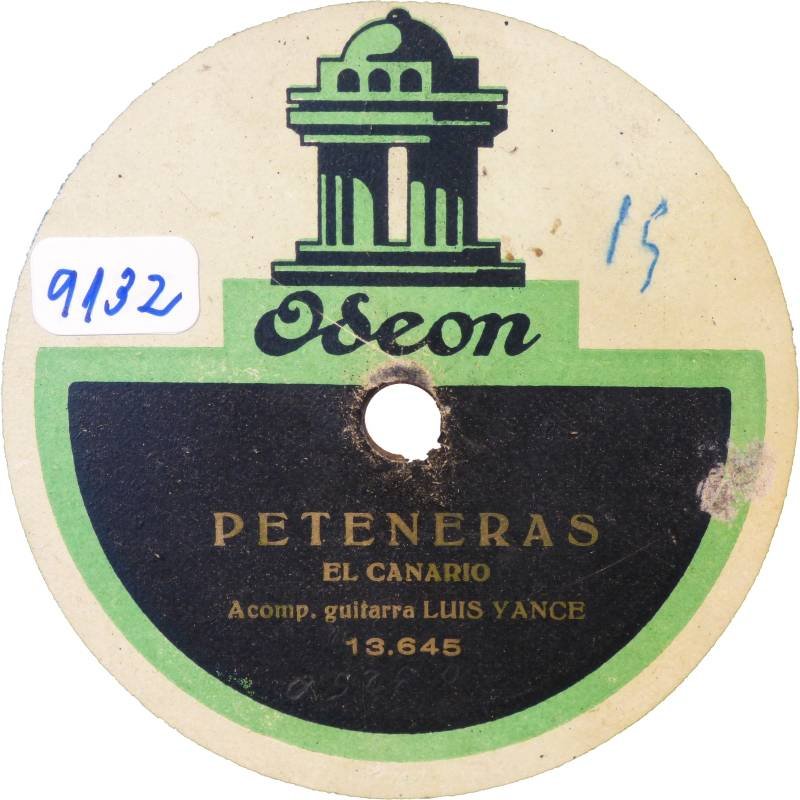 15
9132
Odeon
PETENERAS
EL CANARIO
Acomp. guitarra LUIS YANCE
13.645